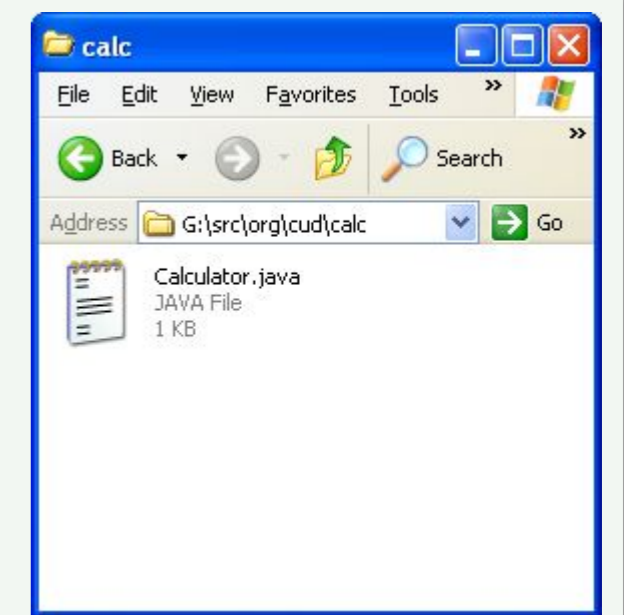 calc
File Edit View Favorites Tools »
Back Search »
Address G:\src\org\cud\calc Go
Calculator.java
JAVA File
1 KB